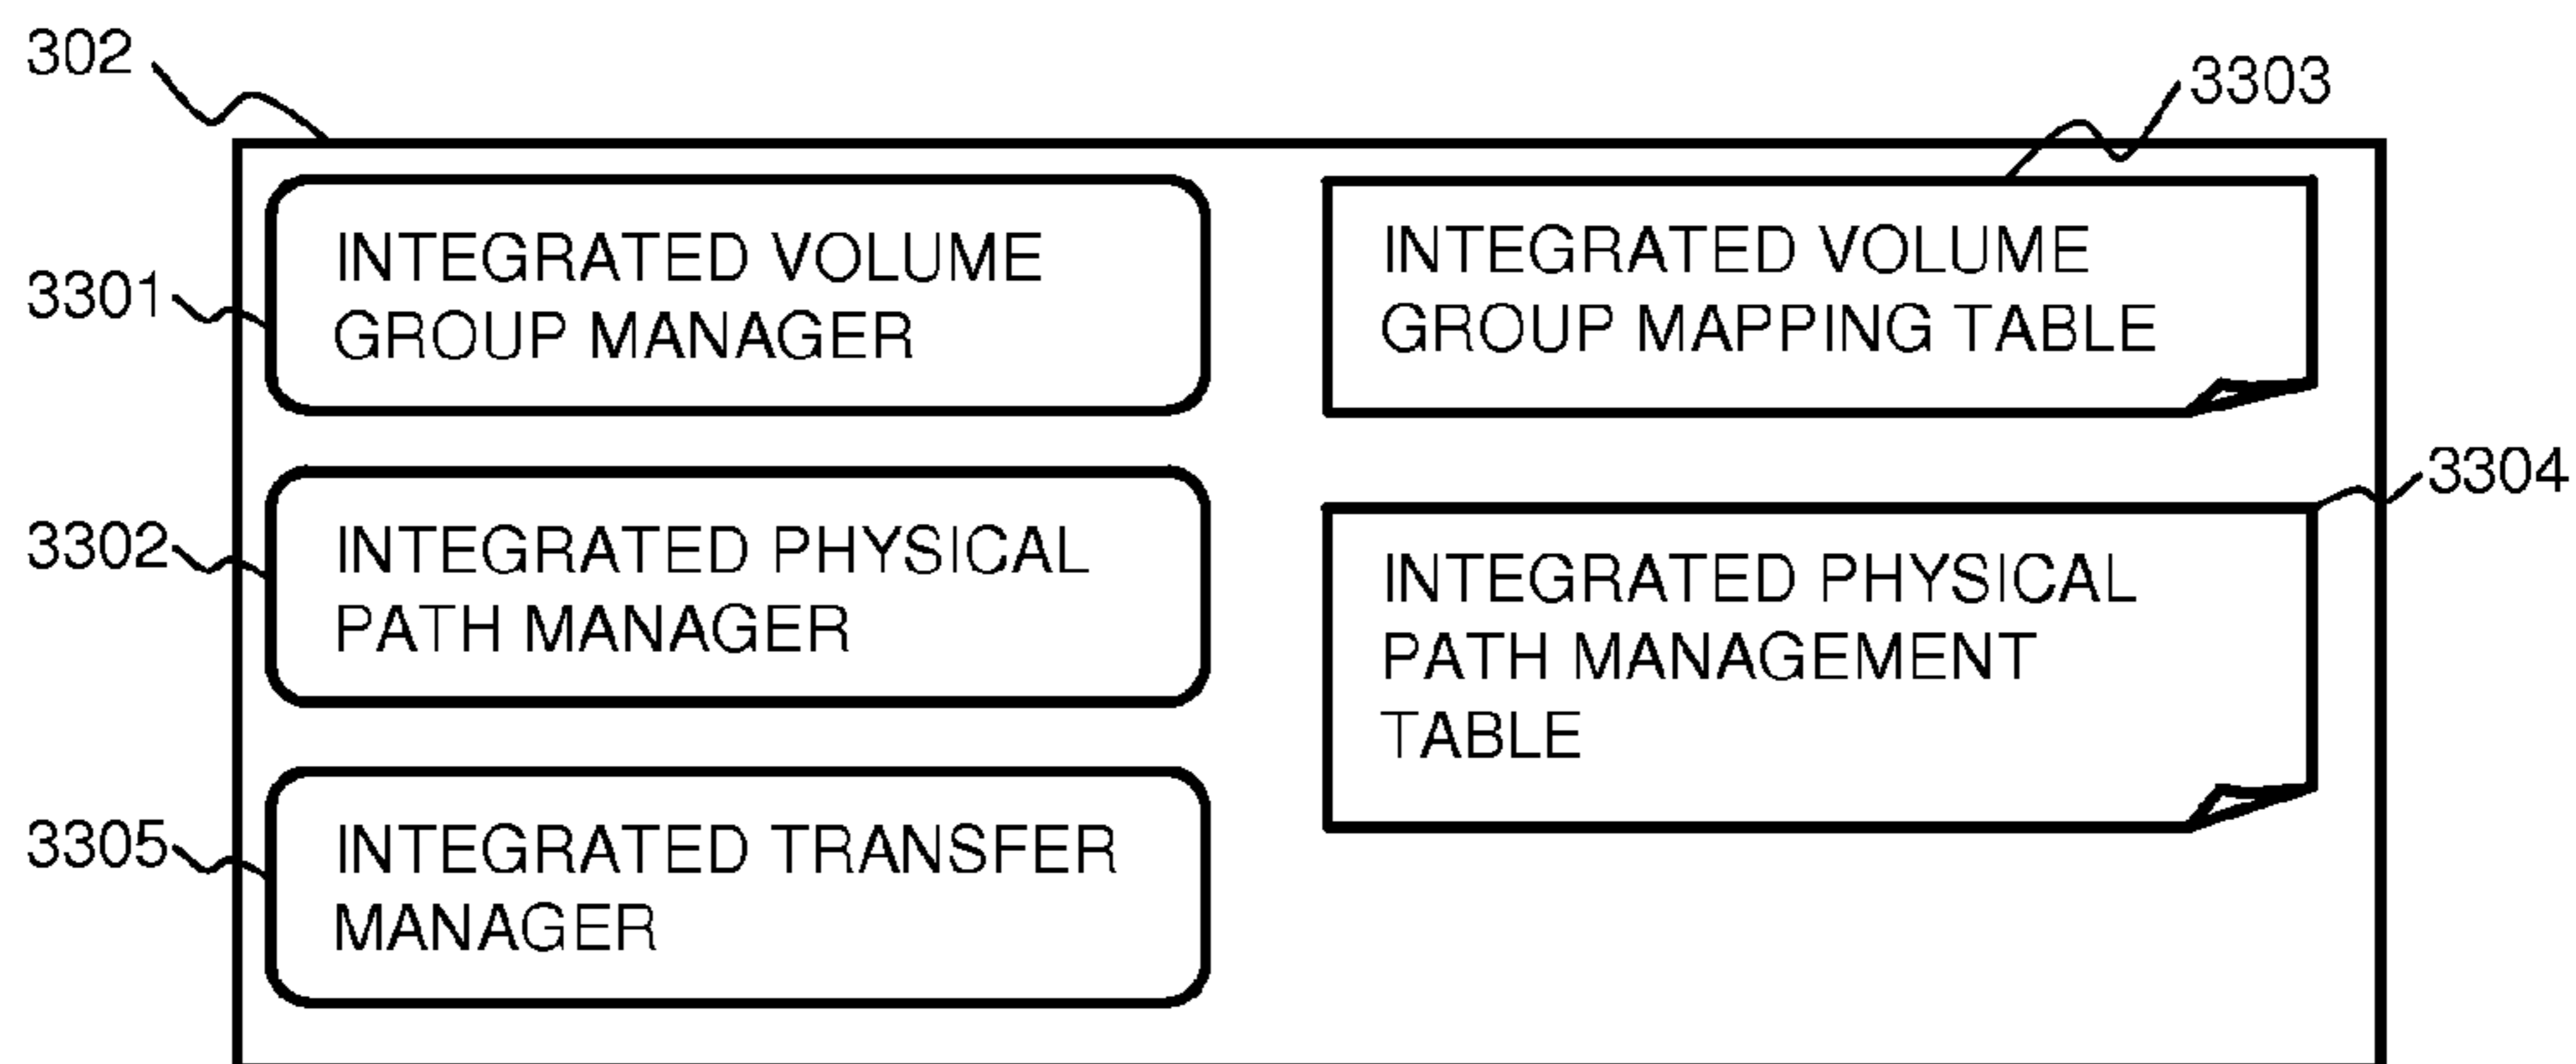 302
3303
3301
INTEGRATED VOLUME
GROUP MANAGER
INTEGRATED VOLUME
GROUP MAPPING TABLE
3302
INTEGRATED PHYSICAL
PATH MANAGER
3304
INTEGRATED PHYSICAL
PATH MANAGEMENT
TABLE
3305
INTEGRATED TRANSFER
MANAGER